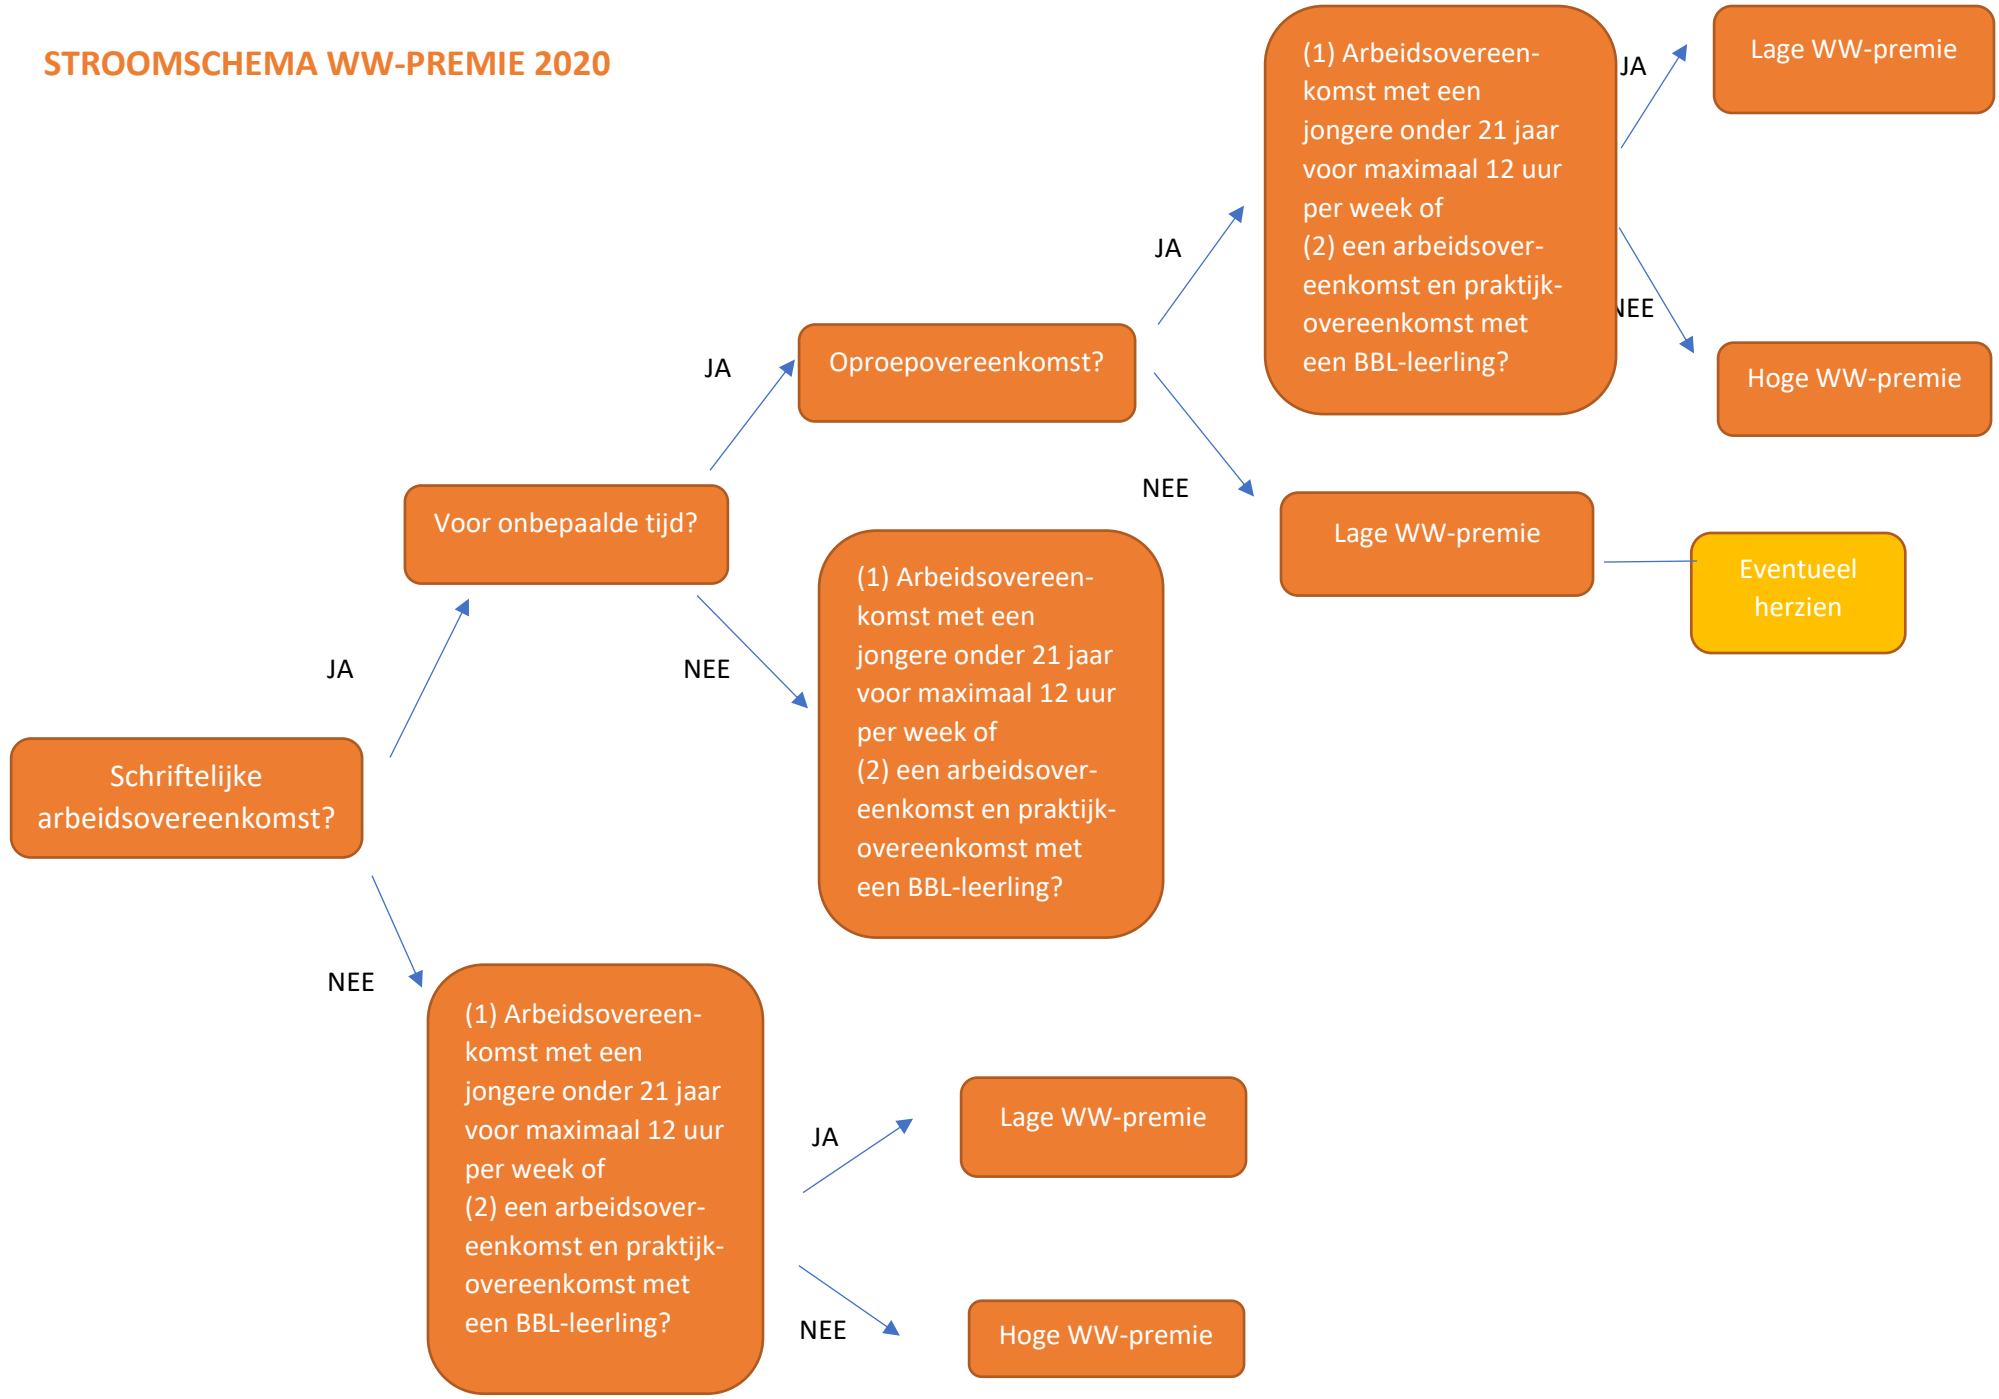 STROOMSCHEMA WW-PREMIE 2020
(1) Arbeidsovereen-
komst met een
jongere onder 21 jaar
voor maximaal 12 uur
per week of
(2) een arbeidsover-
eenkomst en praktijk-
overeenkomst met
een BBL-leerling?
JA
Lage WW-premie
NEE
Hoge WW-premie
JA
Oproepovereenkomst?
NEE
Lage WW-premie
Eventueel
herzien
JA
Voor onbepaalde tijd?
NEE
(1) Arbeidsovereen-
komst met een
jongere onder 21 jaar
voor maximaal 12 uur
per week of
(2) een arbeidsover-
eenkomst en praktijk-
overeenkomst met
een BBL-leerling?
JA
Schriftelijke
arbeidsovereenkomst?
NEE
(1) Arbeidsovereen-
komst met een
jongere onder 21 jaar
voor maximaal 12 uur
per week of
(2) een arbeidsover-
eenkomst en praktijk-
overeenkomst met
een BBL-leerling?
JA
Lage WW-premie
NEE
Hoge WW-premie